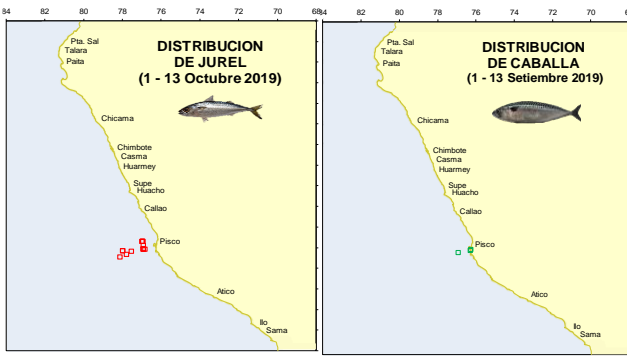 84 82 80 78 76 74 72 70 68
DISTRIBUCION
DE JUREL
(1 - 13 Octubre 2019)
Pta. Sal
Talara
Paita
Chicama
Chimbote
Casma
Huarmey
Supe
Huacho
Callao
Pisco
Atico
Ilo
Sama
84 82 80 78 76 74 72 70
DISTRIBUCION
DE CABALLA
(1 - 13 Setiembre 2019)
Pta. Sal
Talara
Paita
Chicama
Chimbote
Casma
Huarmey
Supe
Huacho
Callao
Pisco
Atico
Ilo
Sama